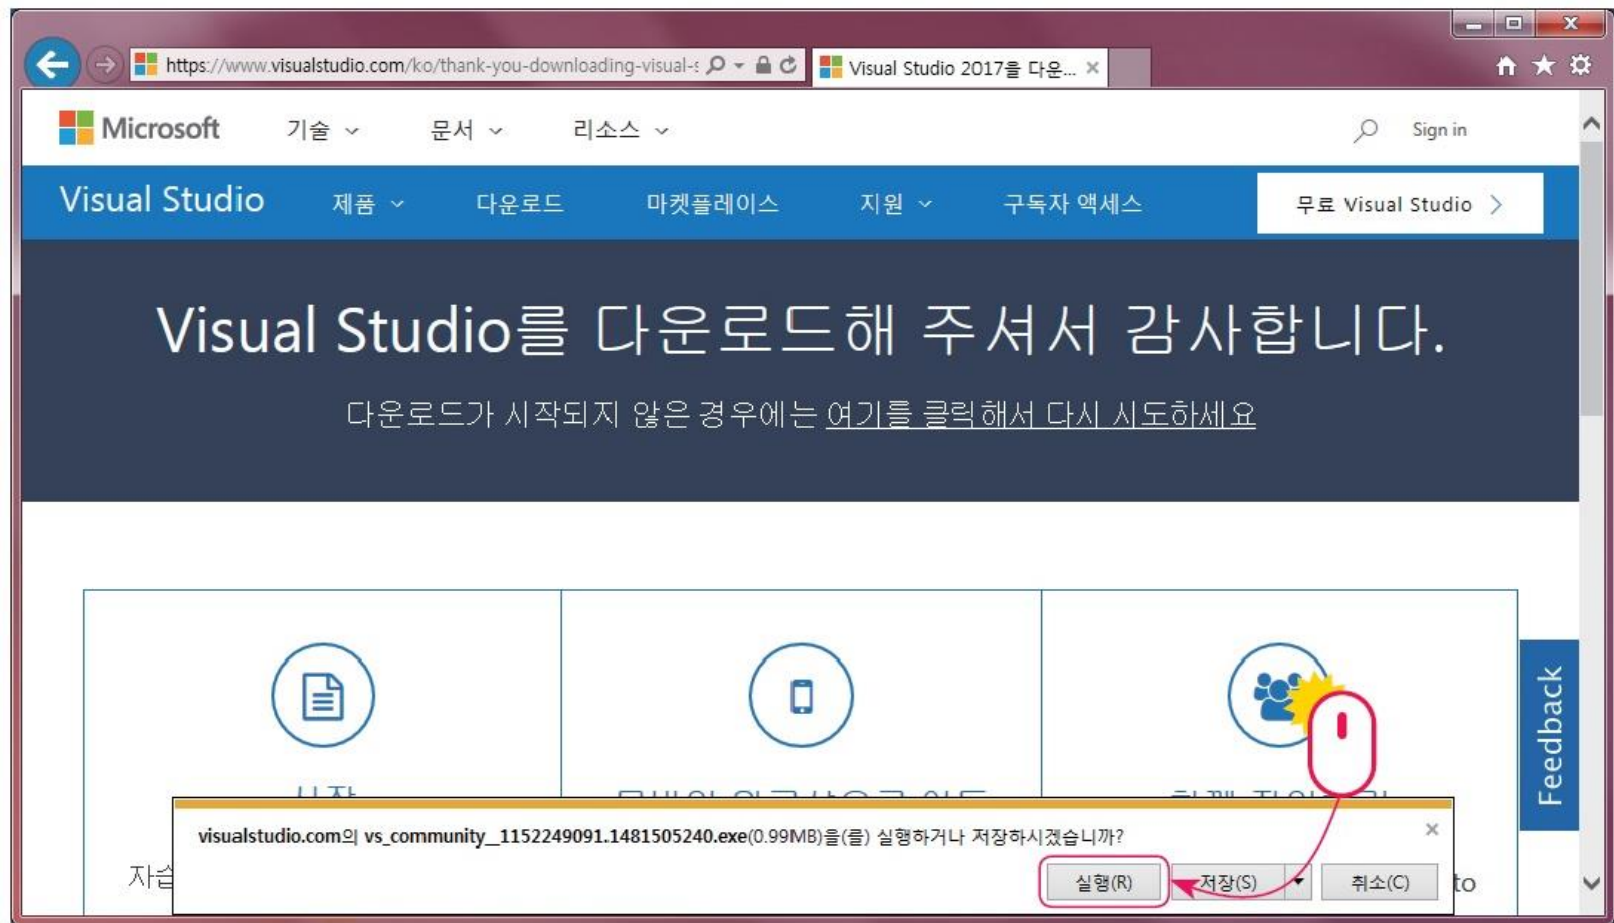 https://www.visualstudio.com/ko/thank-you-downloading-visual-s
Visual Studio 2017을 다운...
Microsoft 기술 문서 리소스 Sign in
Visual Studio 제품 다운로드 마켓플레이스 지원 구독자 액세스 무료 Visual Studio
Visual Studio를 다운로드해 주셔서 감사합니다.
다운로드가 시작되지 않은 경우에는 여기를 클릭해서 다시 시도하세요
Feedback
visualstudio.com의 vs_community__1152249091.1481505240.exe(0.99MB)을(를) 실행하거나 저장하시겠습니까?
실행(R) 저장(S) 취소(C)
to